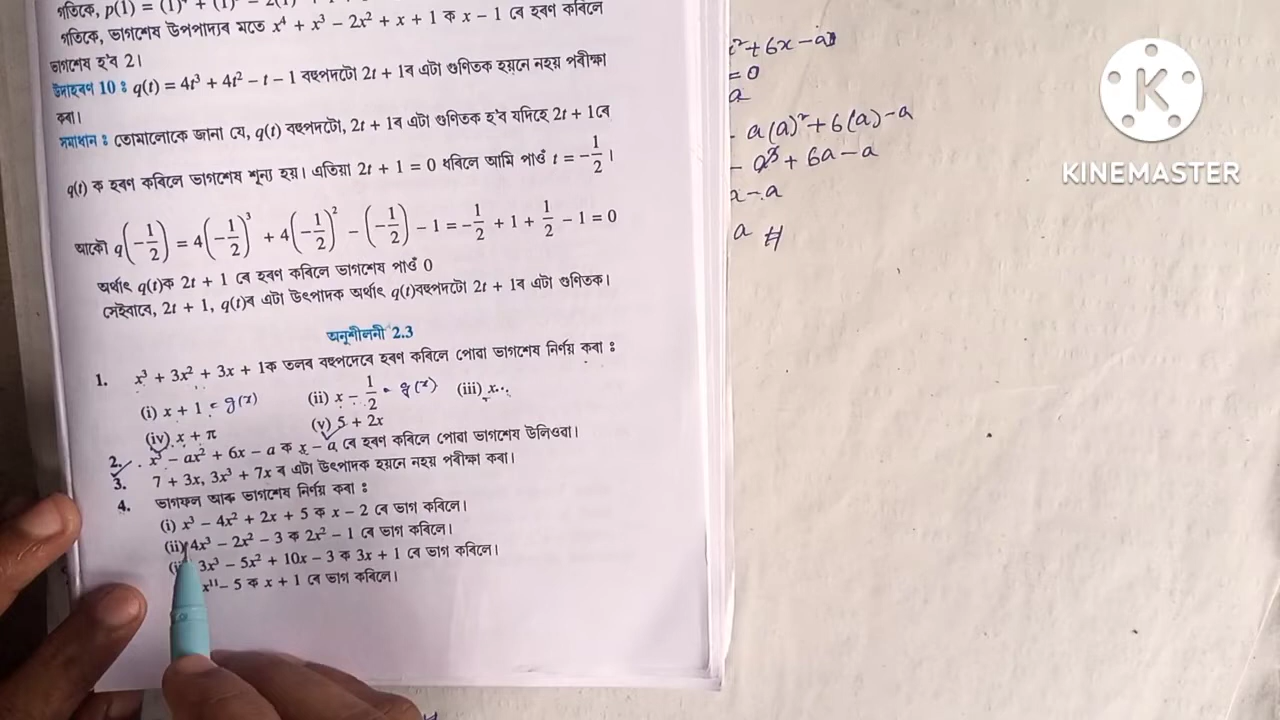 গতিকে, p(1) = (1)
গতিকে, ভাগশেষ উপপাদ্যৰ মতে x⁴ + x³ − 2x² + x + 1 ক x − 1 ৰে হৰণ কৰিলে
ভাগশেষ হ'ব 2।
উদাহৰণ 10 : q(t) = 4t³ + 4t² − t − 1 বহুপদটো 2t + 1ৰ এটা গুণিতক হয়নে নহয় পৰীক্ষা
কৰা।
সমাধান : তোমালোকে জানা যে, q(t) বহুপদটো, 2t + 1ৰ এটা গুণিতক হ'ব যদিহে 2t + 1ৰে
q(t) ক হৰণ কৰিলে ভাগশেষ শূন্য হয়। এতিয়া 2t + 1 = 0 ধৰিলে আমি পাওঁ t = −1/2।
আকৌ q(−1/2) = 4(−1/2)³ + 4(−1/2)² − (−1/2) − 1 = −1/2 + 1 + 1/2 − 1 = 0
অৰ্থাৎ q(t)ক 2t + 1 ৰে হৰণ কৰিলে ভাগশেষ পাওঁ 0
সেইবাবে, 2t + 1, q(t)ৰ এটা উৎপাদক অৰ্থাৎ q(t)বহুপদটো 2t + 1ৰ এটা গুণিতক।
অনুশীলনী 2.3
1. x³ + 3x² + 3x + 1ক তলৰ বহুপদেৰে হৰণ কৰিলে পোৱা ভাগশেষ নিৰ্ণয় কৰা :
(i) x + 1 = g(x) (ii) x − 1/2 = g(x) (iii) x
(iv) x + π (v) 5 + 2x
2. x³ − ax² + 6x − a ক x − a ৰে হৰণ কৰিলে পোৱা ভাগশেষ উলিওৱা।
3. 7 + 3x, 3x³ + 7x ৰ এটা উৎপাদক হয়নে নহয় পৰীক্ষা কৰা।
4. ভাগফল আৰু ভাগশেষ নিৰ্ণয় কৰা :
(i) x³ − 4x² + 2x + 5 ক x − 2 ৰে ভাগ কৰিলে।
(ii) 4x³ − 2x² − 3 ক 2x² − 1 ৰে ভাগ কৰিলে।
3x³ − 5x² + 10x − 3 ক 3x + 1 ৰে ভাগ কৰিলে।
x¹¹ − 5 ক x + 1 ৰে ভাগ কৰিলে।
+ 6x − a
= 0
a
− a(a)² + 6(a) − a
− a³ + 6a − a
x − a
a #
KINEMASTER